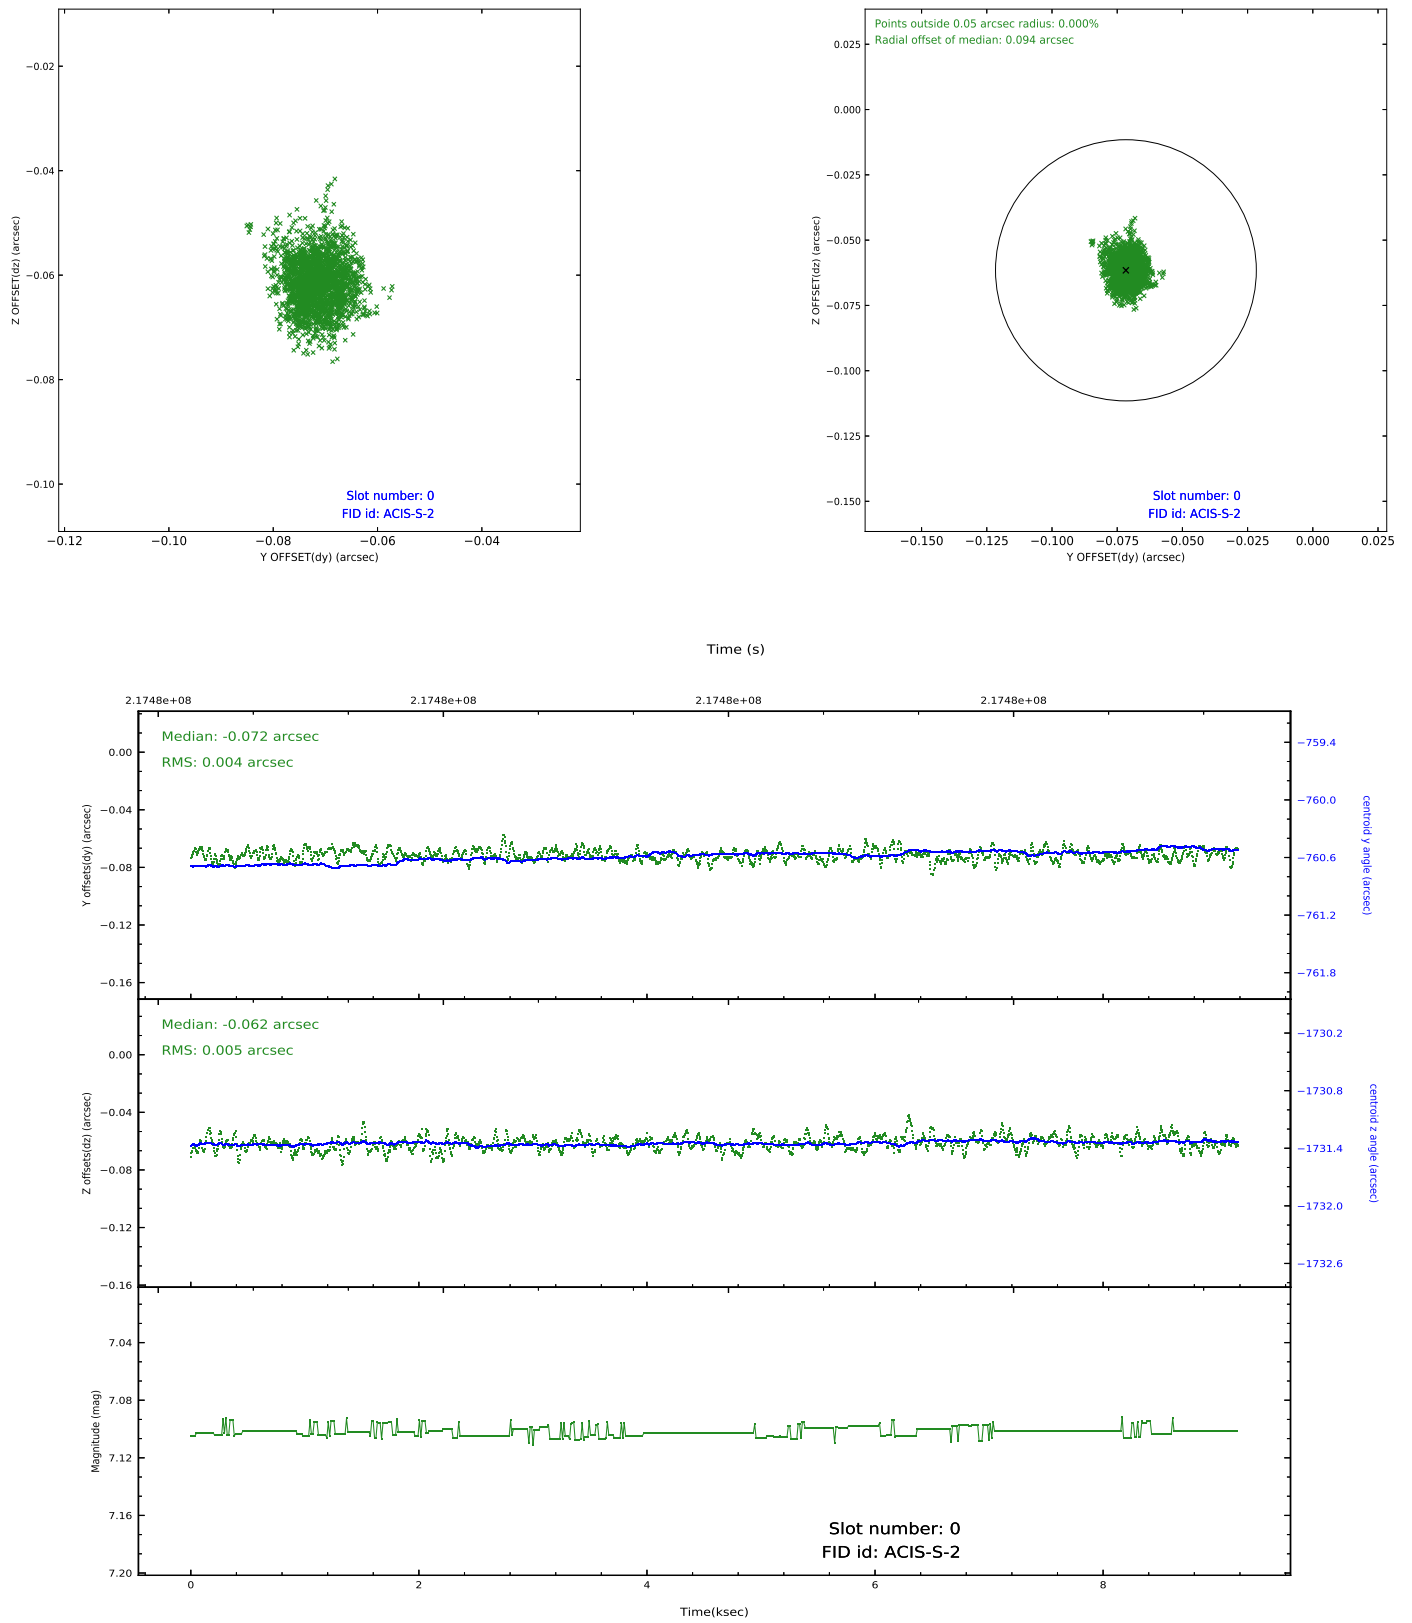 −0.02
−0.04
−0.06
−0.08
−0.10
Z OFFSET(dz) (arcsec)
Slot number: 0
FID id: ACIS-S-2
−0.12
−0.10
−0.08
−0.06
−0.04
Y OFFSET(dy) (arcsec)
Points outside 0.05 arcsec radius: 0.000%
Radial offset of median: 0.094 arcsec
0.025
0.000
−0.025
−0.050
−0.075
−0.100
−0.125
−0.150
Z OFFSET(dz) (arcsec)
Slot number: 0
FID id: ACIS-S-2
−0.150
−0.125
−0.100
−0.075
−0.050
−0.025
0.000
0.025
Y OFFSET(dy) (arcsec)
Time (s)
2.1748e+08
2.1748e+08
2.1748e+08
2.1748e+08
Median: -0.072 arcsec
RMS: 0.004 arcsec
0.00
−0.04
−0.08
−0.12
−0.16
Y offsets(dy) (arcsec)
−759.4
−760.0
−760.6
−761.2
−761.8
centroid y angle (arcsec)
Median: -0.062 arcsec
RMS: 0.005 arcsec
0.00
−0.04
−0.08
−0.12
−0.16
Z offsets(dz) (arcsec)
−1730.2
−1730.8
−1731.4
−1732.0
−1732.6
centroid z angle (arcsec)
7.04
7.08
7.12
7.16
7.20
Magnitude (mag)
Slot number: 0
FID id: ACIS-S-2
0
2
4
6
8
Time(ksec)